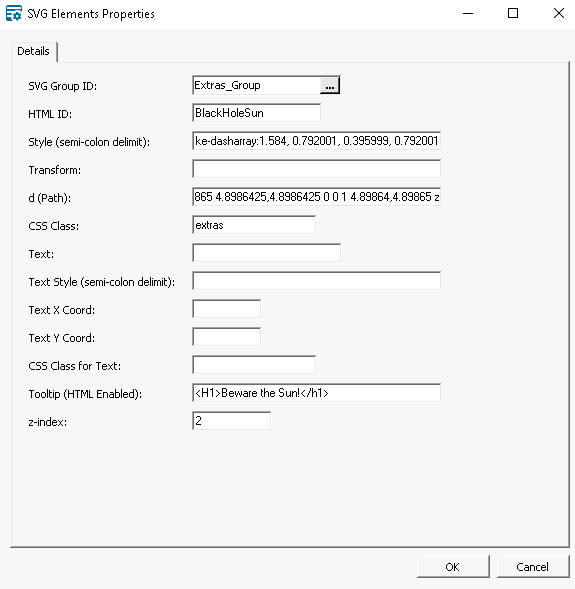 SVG Elements Properties
Details
SVG Group ID: Extras_Group ...
HTML ID: BlackHoleSun
Style (semi-colon delimit): ke-dasharray:1.584, 0.792001, 0.395999, 0.792001
Transform:
d (Path): 865 4.8986425,4.8986425 0 0 1 4.89864,4.89865 z
CSS Class: extras
Text:
Text Style (semi-colon delimit):
Text X Coord:
Text Y Coord:
CSS Class for Text:
Tooltip (HTML Enabled): <H1>Beware the Sun!</h1>
z-index: 2
OK Cancel